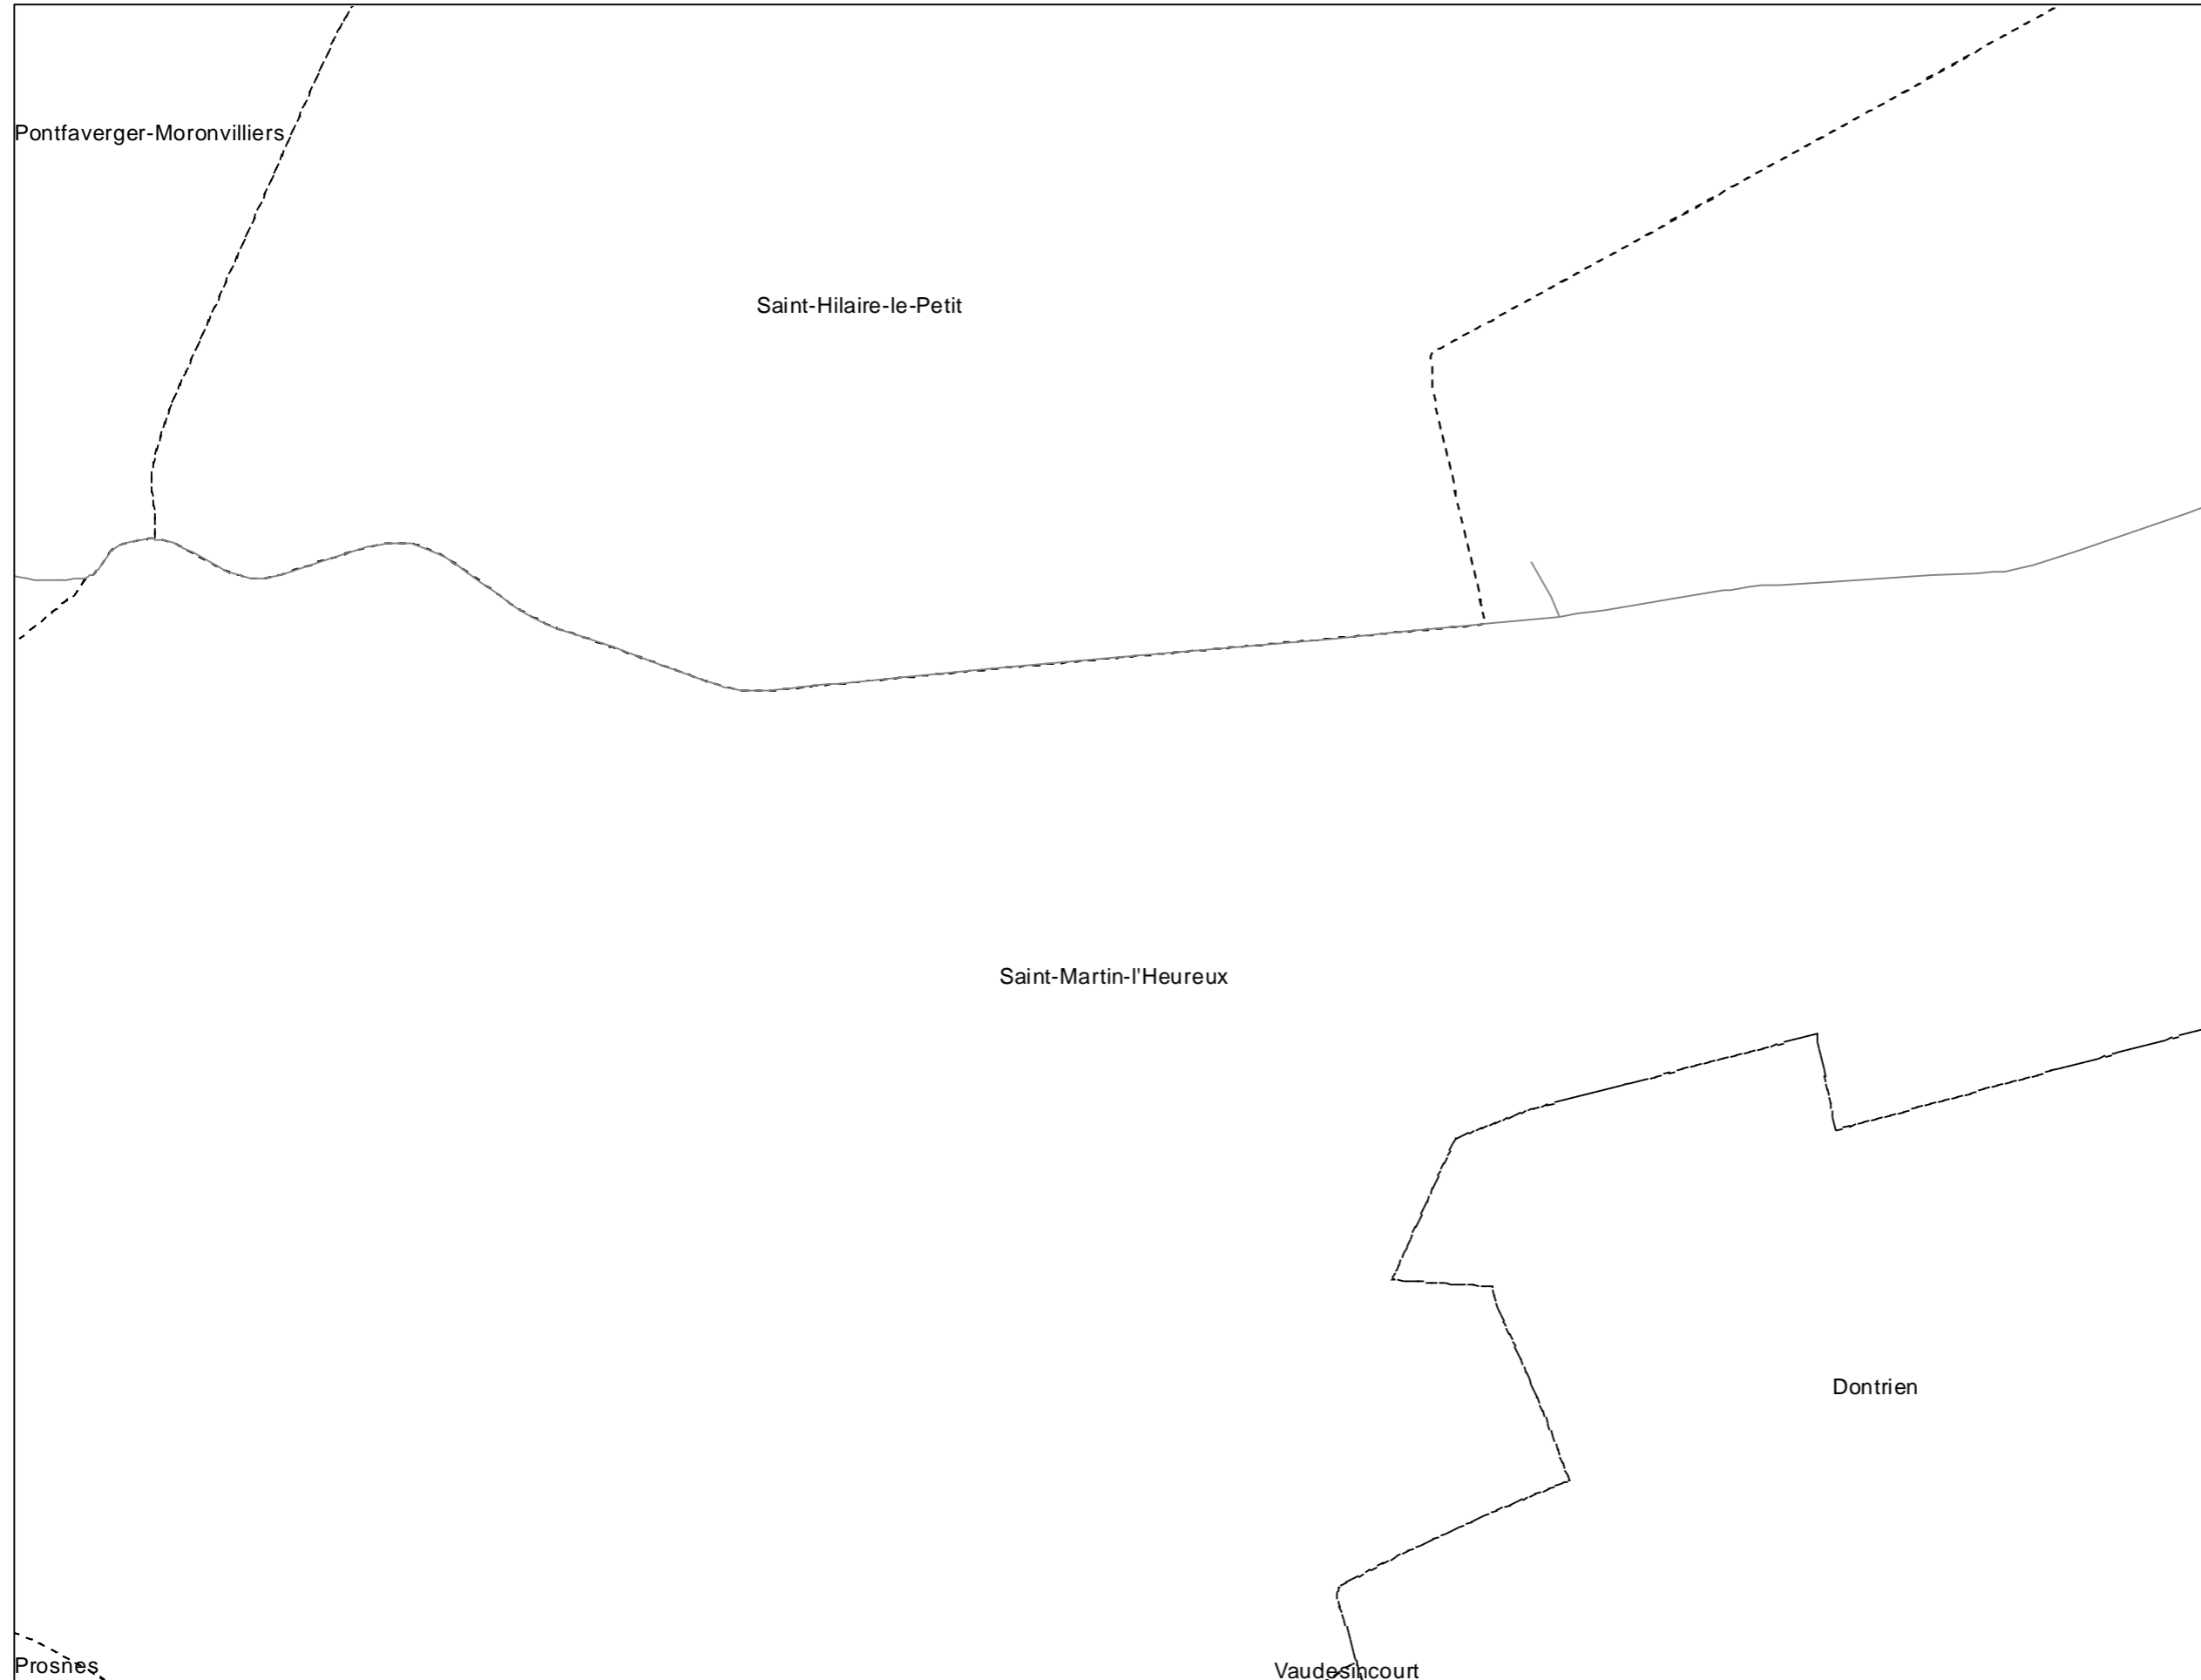 Pontfaverger-Moronvilliers
Saint-Hilaire-le-Petit
Saint-Martin-l'Heureux
Dontrien
Prosnes
Vaudesincourt